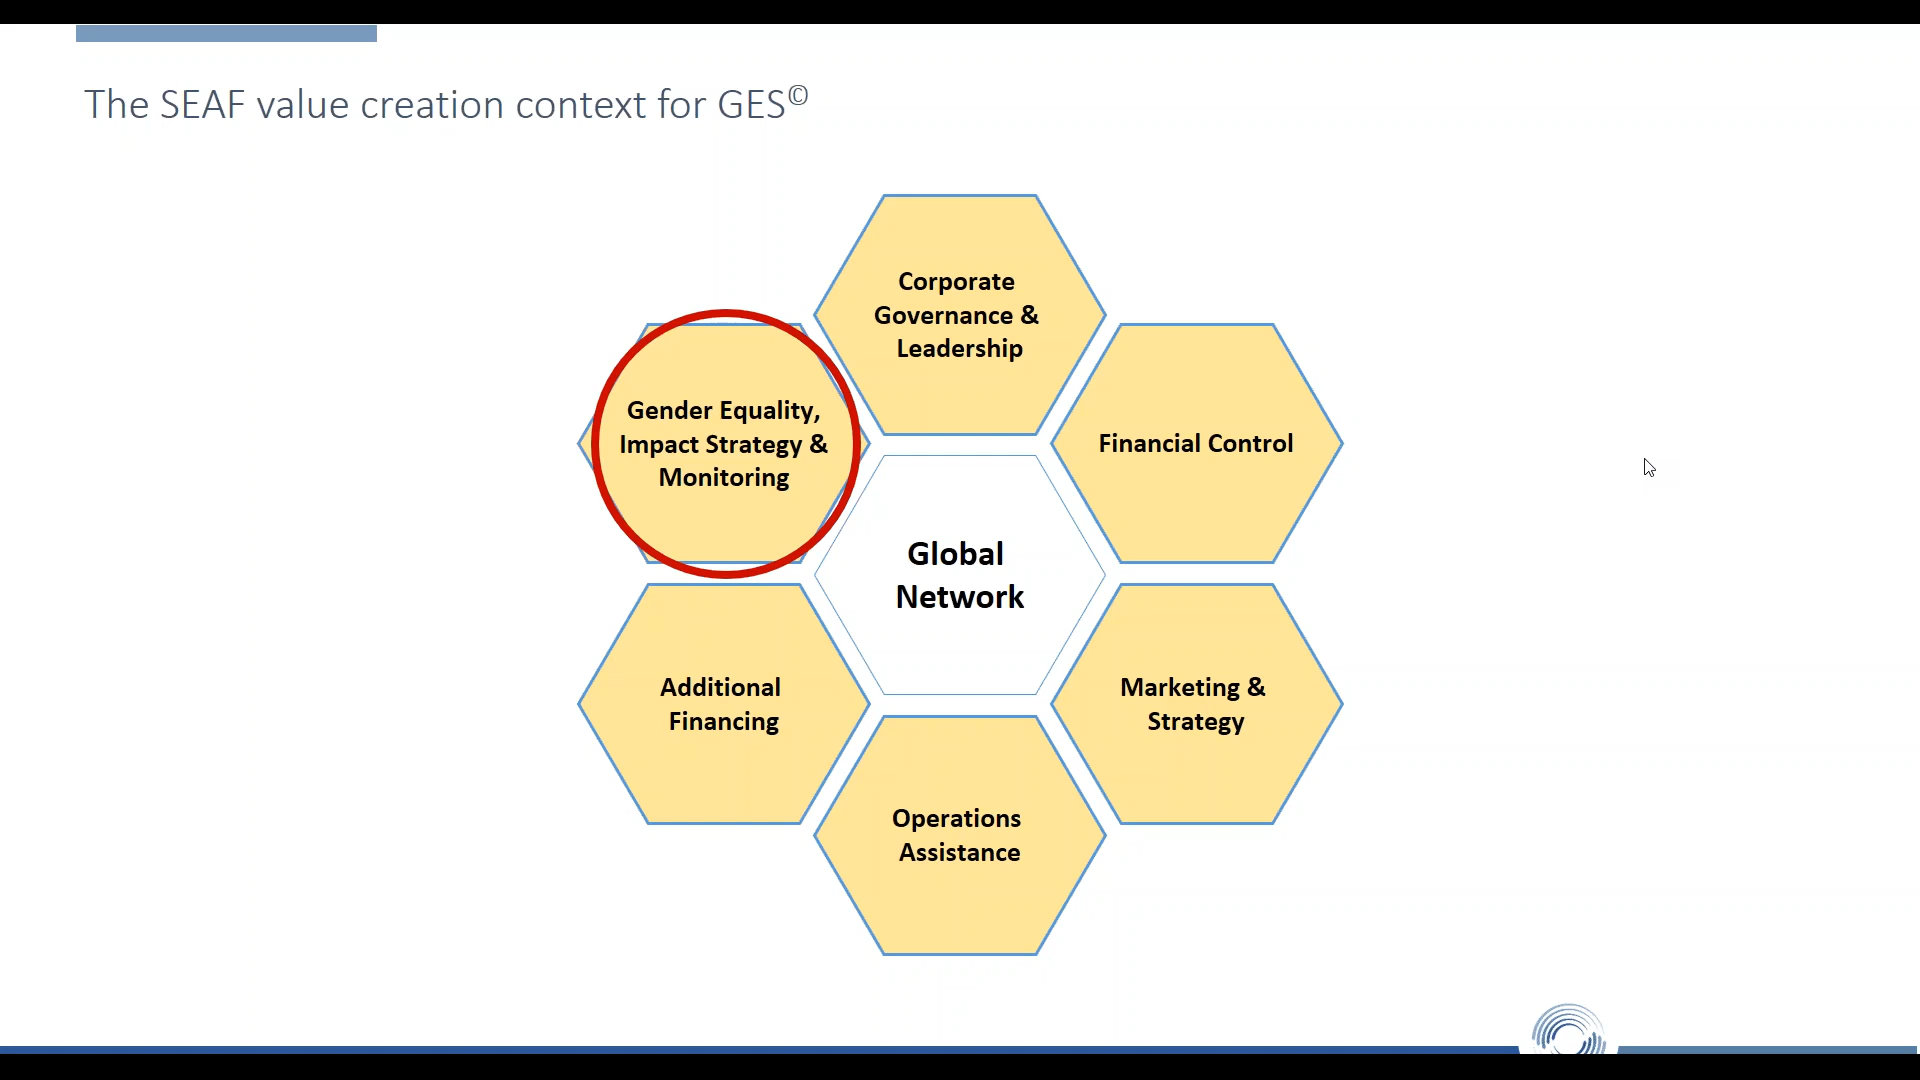 The SEAF value creation context for GES©
Corporate
Governance &
Leadership
Gender Equality,
Impact Strategy &
Monitoring
Financial Control
Global
Network
Additional
Financing
Marketing &
Strategy
Operations
Assistance